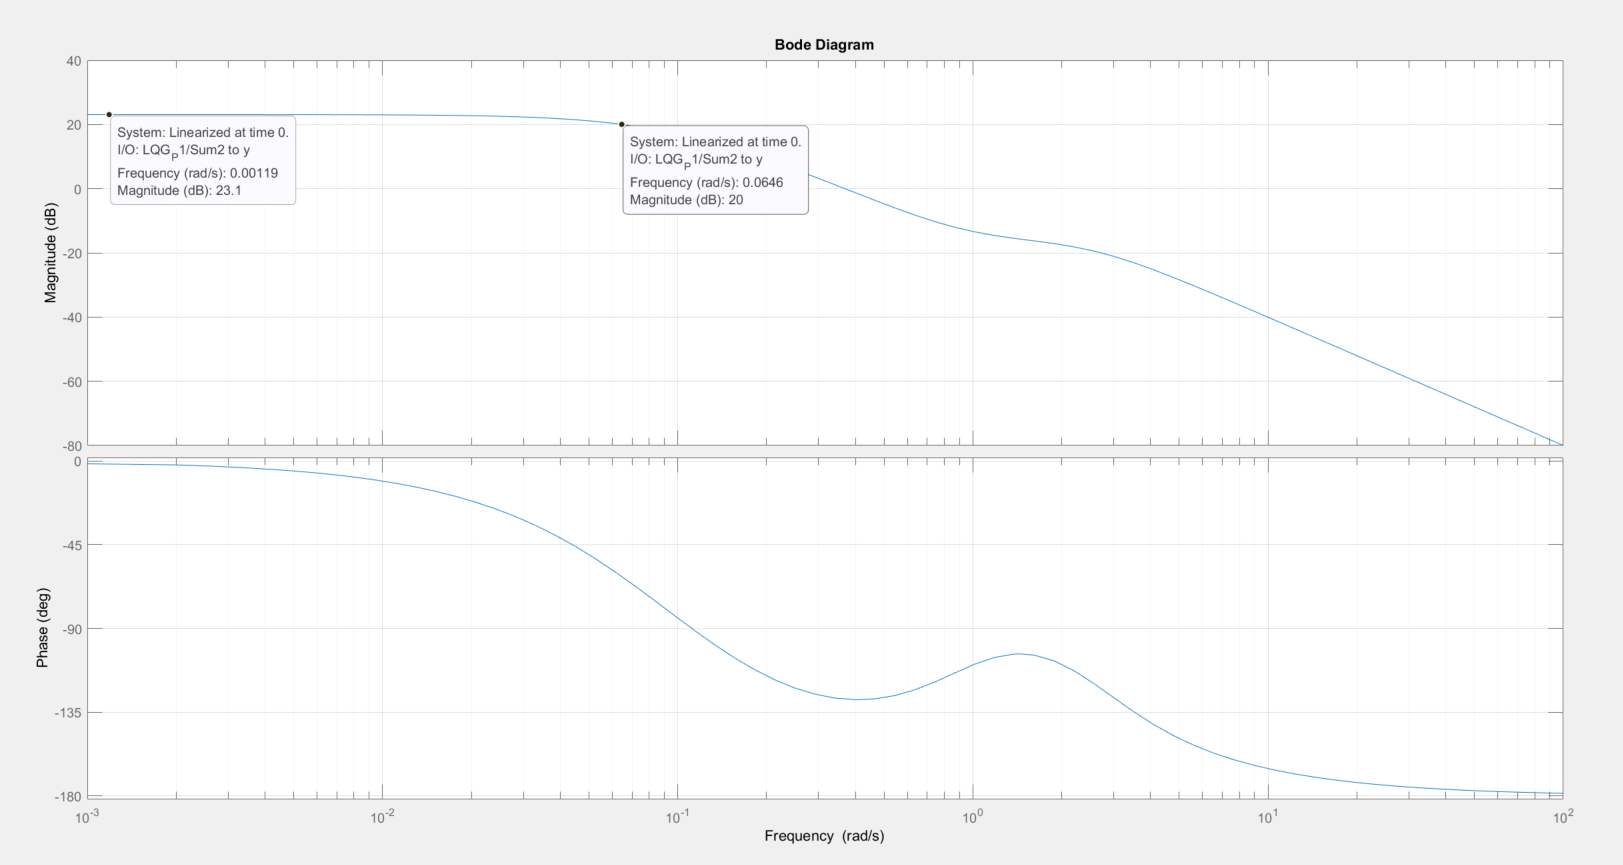 Bode Diagram
40
20
0
-20
-40
-60
-80
Magnitude (dB)
System: Linearized at time 0.
I/O: LQG_P1/Sum2 to y
Frequency (rad/s): 0.00119
Magnitude (dB): 23.1
System: Linearized at time 0.
I/O: LQG_P1/Sum2 to y
Frequency (rad/s): 0.0646
Magnitude (dB): 20
0
-45
-90
-135
-180
Phase (deg)
10^-3 10^-2 10^-1 10^0 10^1 10^2
Frequency (rad/s)